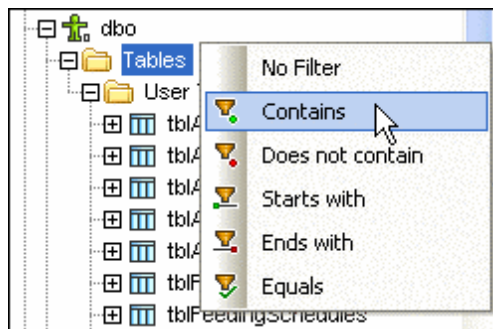 dbo
Tables
No Filter
User
Contains
tblA
Does not contain
tblA
tblA
Starts with
tblA
Ends with
tblA
tblF
Equals
tblFeedingSchedules